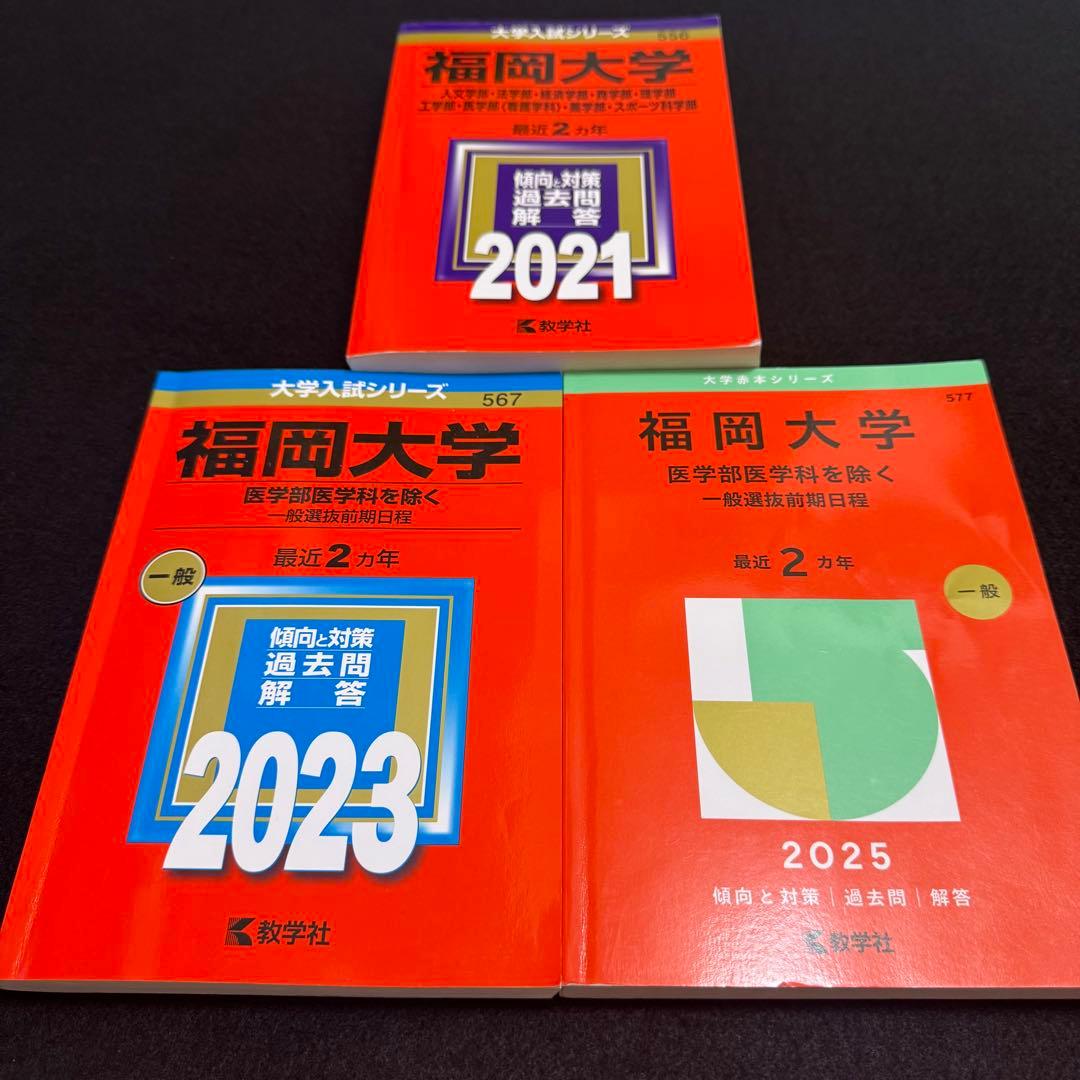 大学入試シリーズ
556
福岡大学
人文学部・法学部・経済学部・商学部・理学部
工学部・医学部〈看護学科〉・薬学部・スポーツ科学部
最近2カ年
傾向と対策
過去問
解答
2021
教学社
大学入試シリーズ
567
福岡大学
医学部医学科を除く
一般選抜前期日程
最近2カ年
一般
傾向と対策
過去問
解答
2023
教学社
大学赤本シリーズ
577
福岡大学
医学部医学科を除く
一般選抜前期日程
最近2カ年
一般
2025
傾向と対策|過去問|解答
教学社